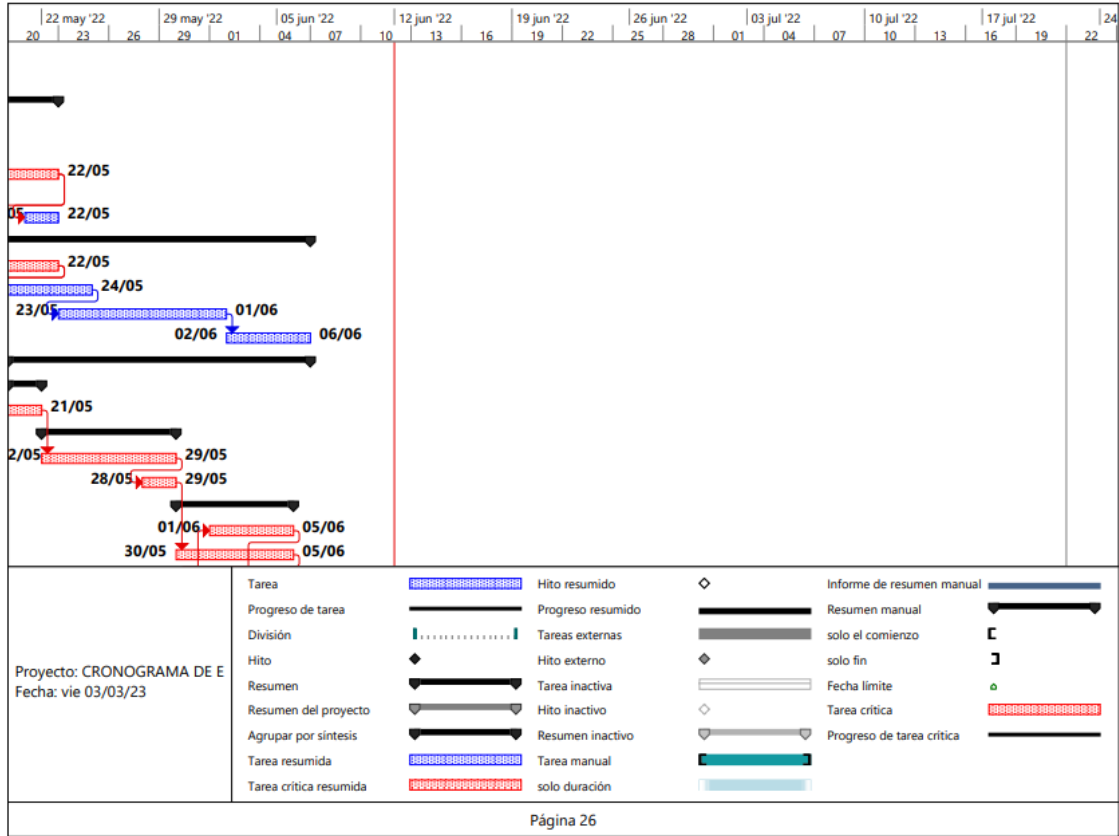 22 may '22 29 may '22 05 jun '22 12 jun '22 19 jun '22 26 jun '22 03 jul '22 10 jul '22 17 jul '22 24
20 23 26 29 01 04 07 10 13 16 19 22 25 28 01 04 07 10 13 16 19 22
22/05
05 22/05
22/05
24/05
23/05 01/06
02/06 06/06
21/05
2/05 29/05
28/05 29/05
01/06 05/06
30/05 05/06
Proyecto: CRONOGRAMA DE E
Fecha: vie 03/03/23
Tarea Hito resumido Informe de resumen manual
Progreso de tarea Progreso resumido Resumen manual
División Tareas externas solo el comienzo
Hito Hito externo solo fin
Resumen Tarea inactiva Fecha límite
Resumen del proyecto Hito inactivo Tarea crítica
Agrupar por síntesis Resumen inactivo Progreso de tarea crítica
Tarea resumida Tarea manual
Tarea crítica resumida solo duración
Página 26